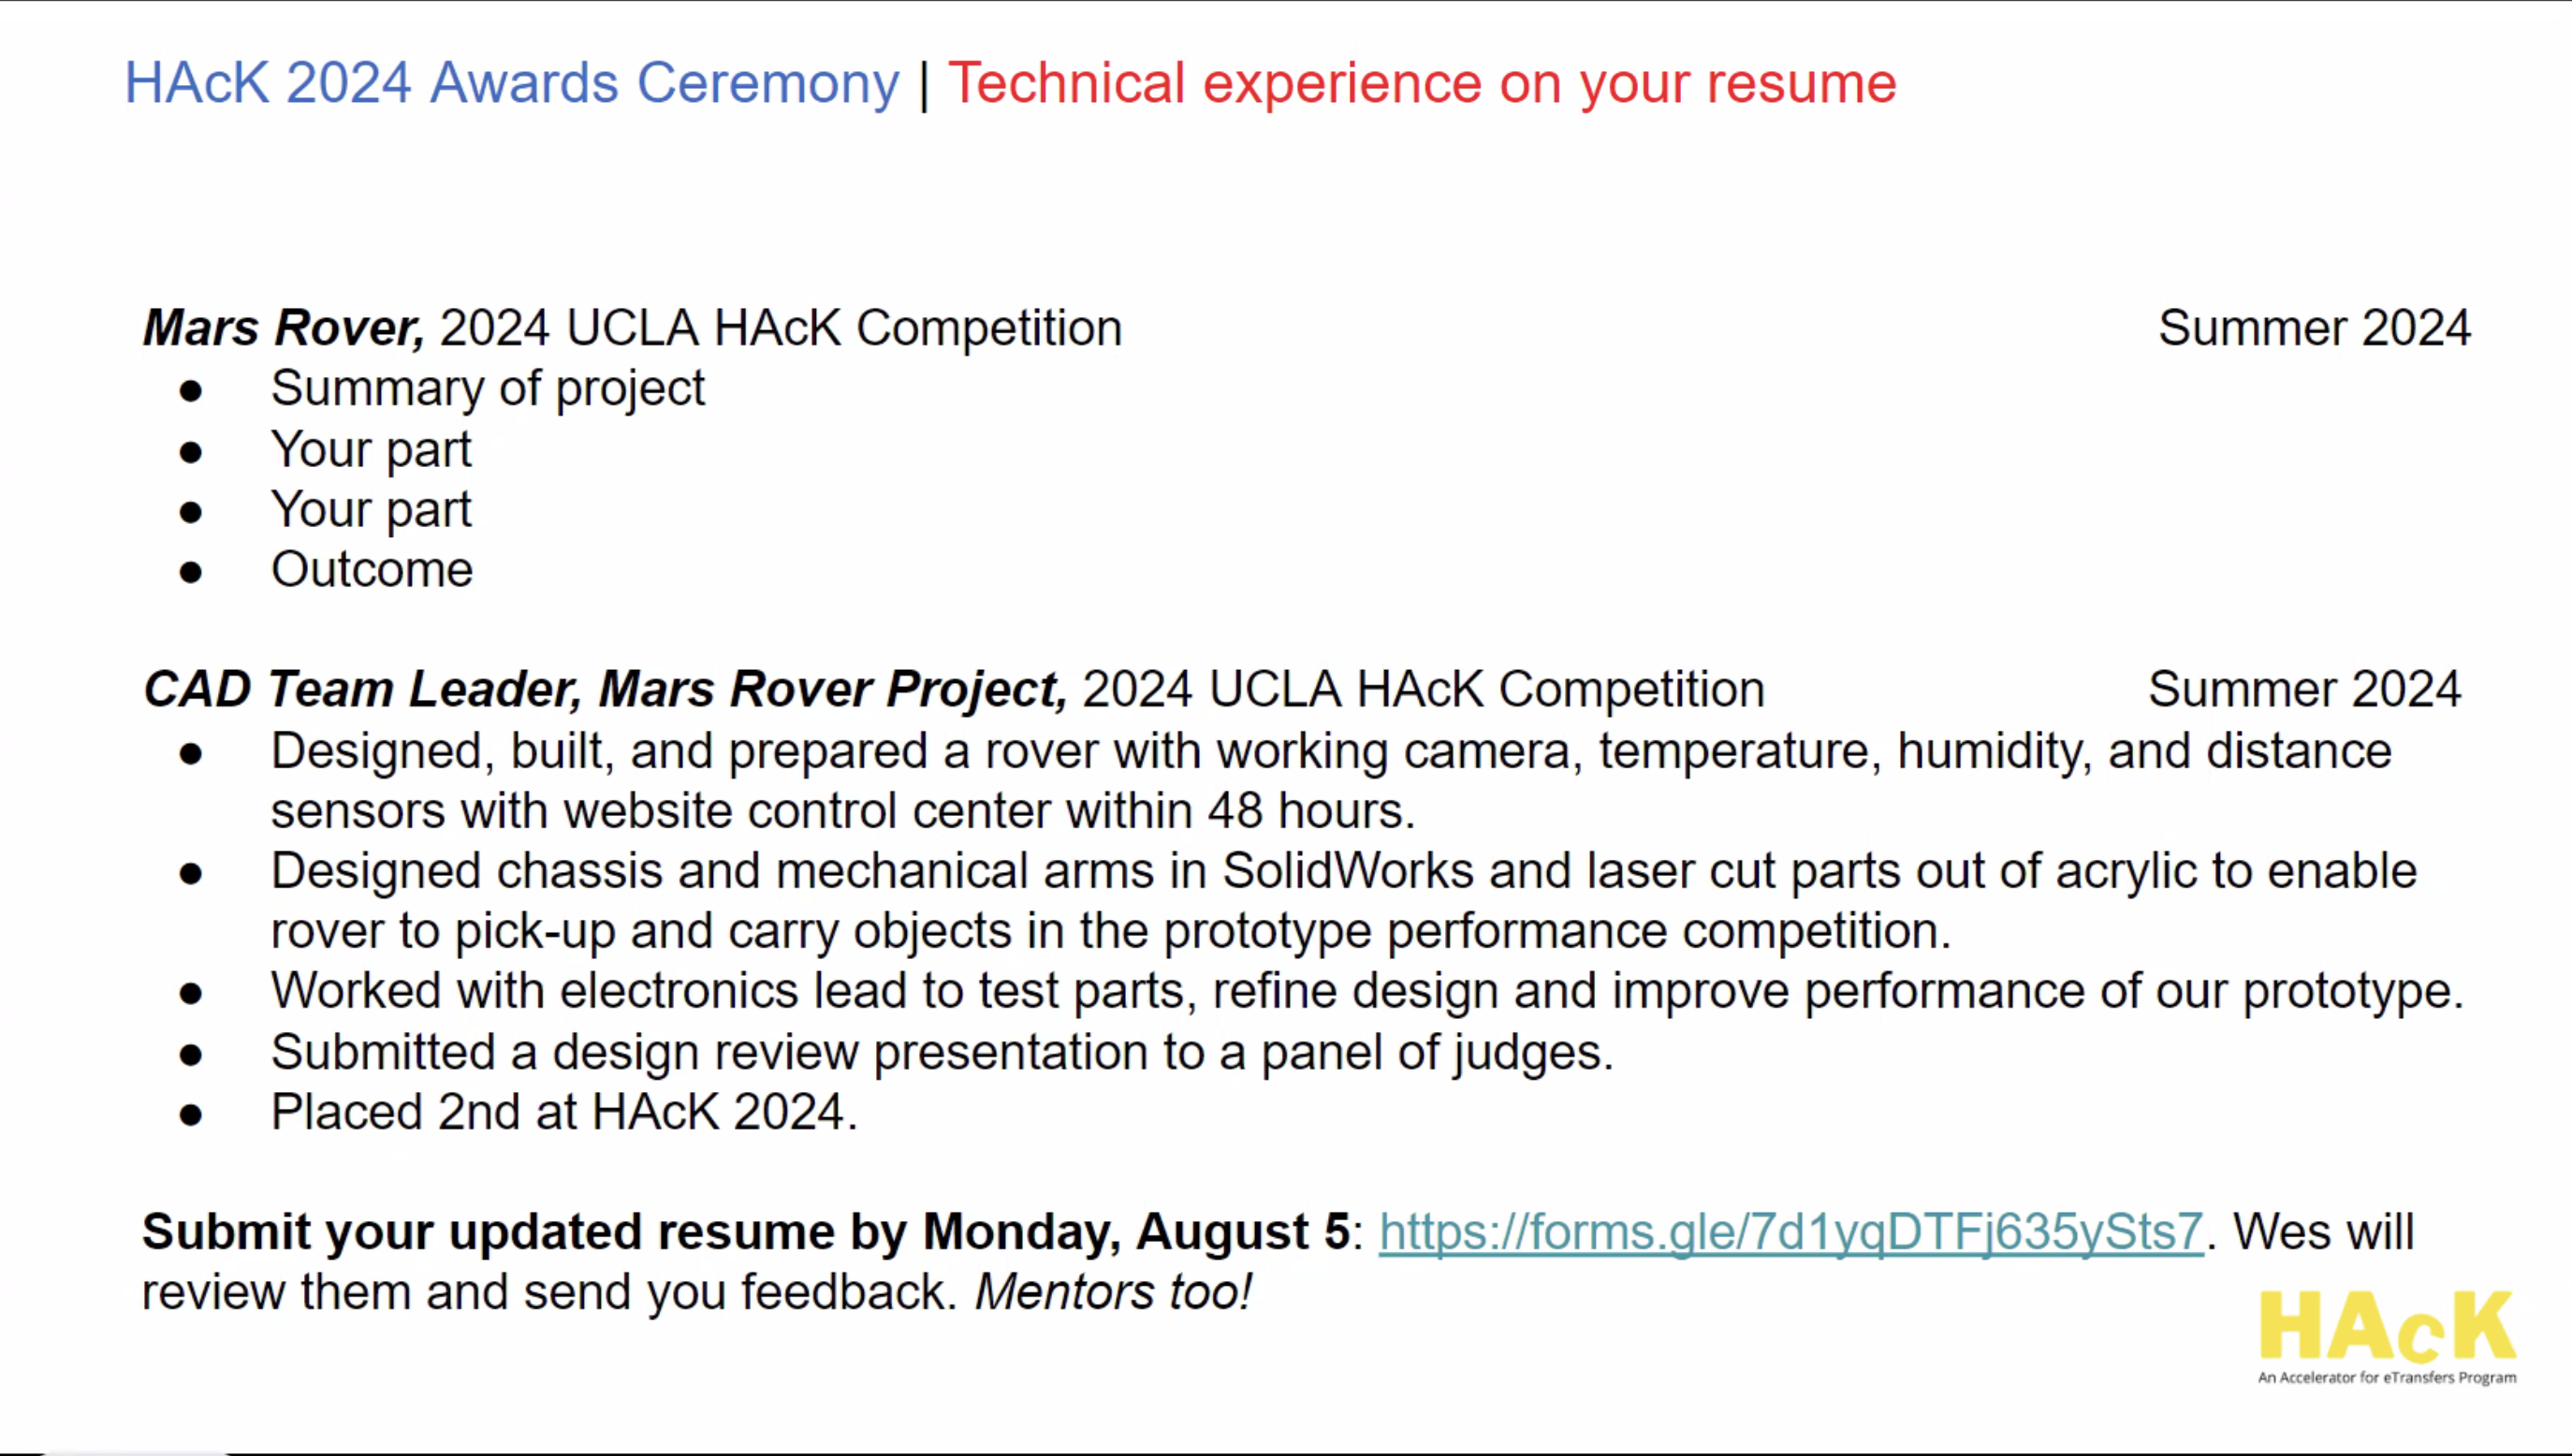 HAcK 2024 Awards Ceremony | Technical experience on your resume
Mars Rover, 2024 UCLA HAcK Competition Summer 2024
● Summary of project
● Your part
● Your part
● Outcome
CAD Team Leader, Mars Rover Project, 2024 UCLA HAcK Competition Summer 2024
● Designed, built, and prepared a rover with working camera, temperature, humidity, and distance
sensors with website control center within 48 hours.
● Designed chassis and mechanical arms in SolidWorks and laser cut parts out of acrylic to enable
rover to pick-up and carry objects in the prototype performance competition.
● Worked with electronics lead to test parts, refine design and improve performance of our prototype.
● Submitted a design review presentation to a panel of judges.
● Placed 2nd at HAcK 2024.
Submit your updated resume by Monday, August 5: https://forms.gle/7d1yqDTFj635ySts7. Wes will
review them and send you feedback. Mentors too!
HAcK
An Accelerator for eTransfers Program